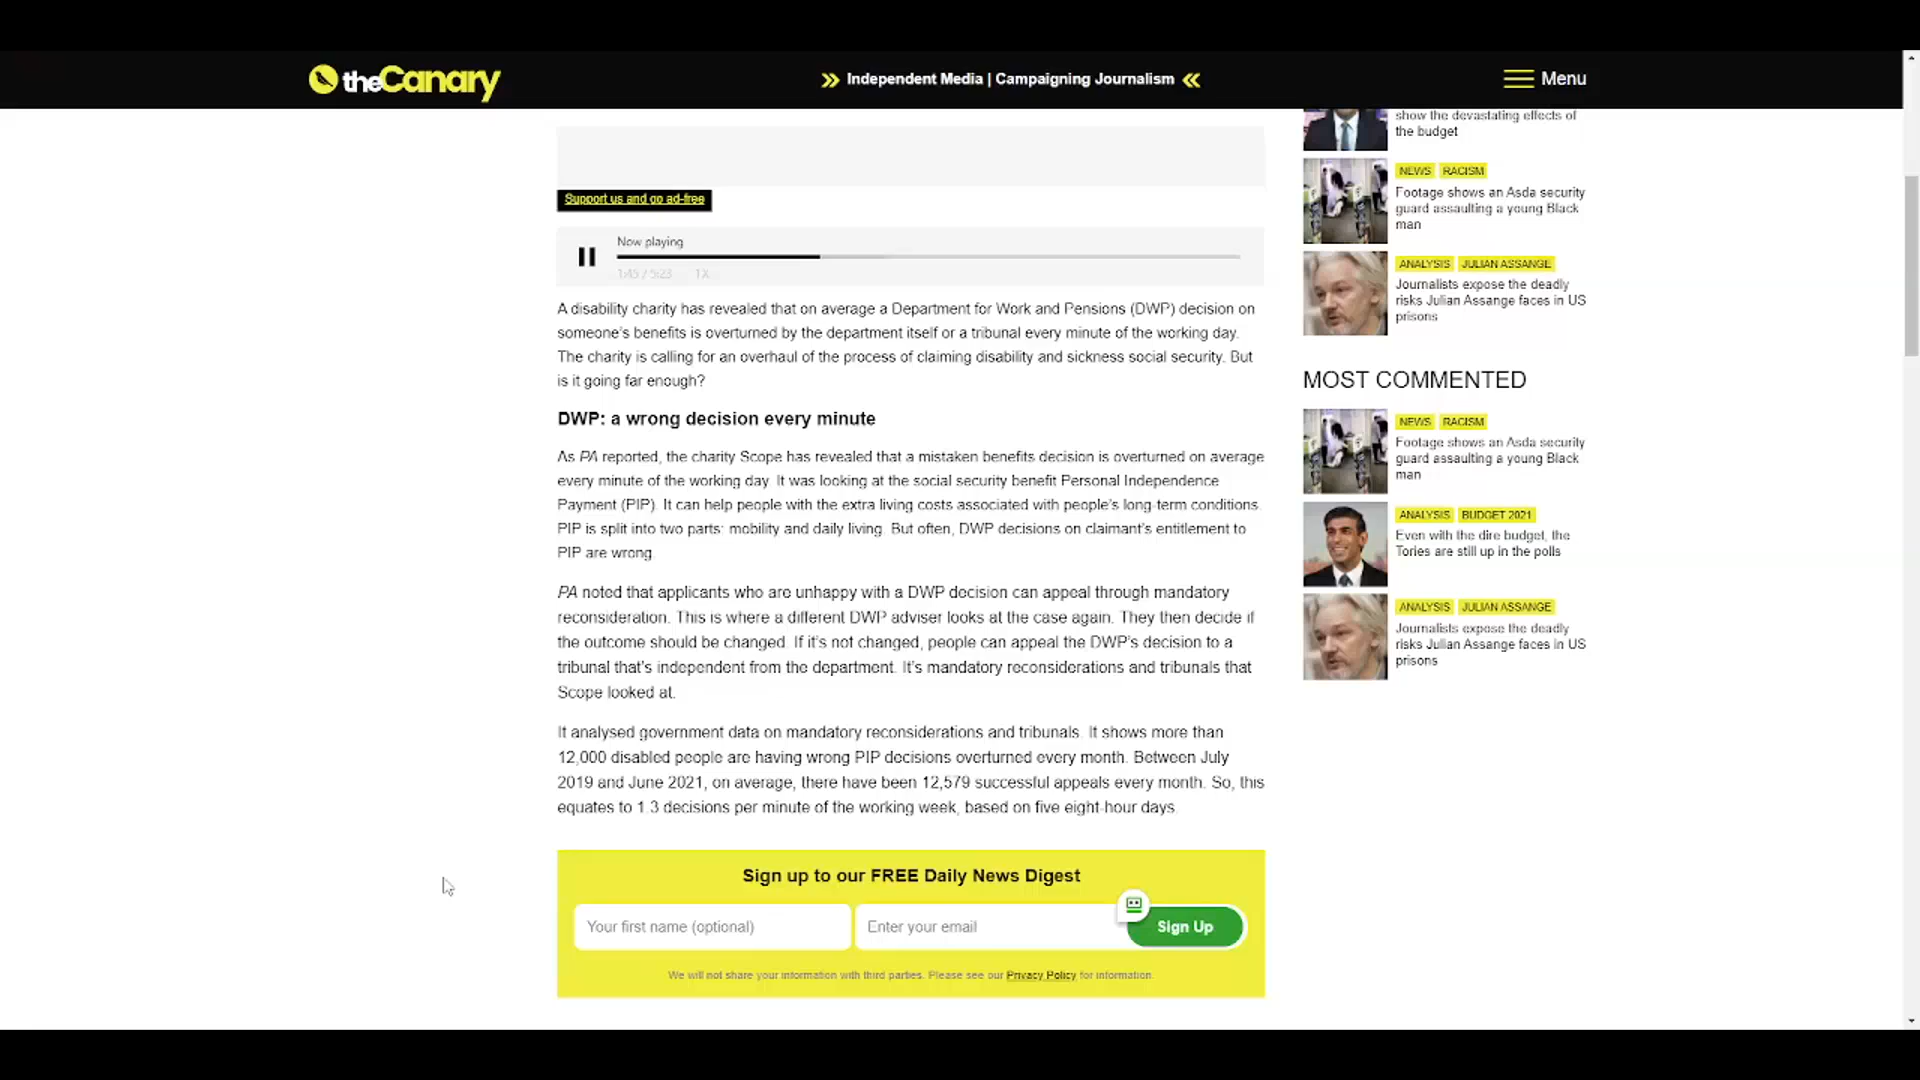 theCanary
Independent Media | Campaigning Journalism
Menu
Support us and go ad-free
Now playing
1:45 / 5:23 1X
A disability charity has revealed that on average a Department for Work and Pensions (DWP) decision on
someone's benefits is overturned by the department itself or a tribunal every minute of the working day.
The charity is calling for an overhaul of the process of claiming disability and sickness social security. But
is it going far enough?
DWP: a wrong decision every minute
As PA reported, the charity Scope has revealed that a mistaken benefits decision is overturned on average
every minute of the working day. It was looking at the social security benefit Personal Independence
Payment (PIP). It can help people with the extra living costs associated with people's long-term conditions.
PIP is split into two parts: mobility and daily living. But often, DWP decisions on claimant's entitlement to
PIP are wrong.
PA noted that applicants who are unhappy with a DWP decision can appeal through mandatory
reconsideration. This is where a different DWP adviser looks at the case again. They then decide if
the outcome should be changed. If it's not changed, people can appeal the DWP's decision to a
tribunal that's independent from the department. It's mandatory reconsiderations and tribunals that
Scope looked at.
It analysed government data on mandatory reconsiderations and tribunals. It shows more than
12,000 disabled people are having wrong PIP decisions overturned every month. Between July
2019 and June 2021, on average, there have been 12,579 successful appeals every month. So, this
equates to 1.3 decisions per minute of the working week, based on five eight-hour days.
Sign up to our FREE Daily News Digest
Your first name (optional)
Enter your email
Sign Up
We will not share your information with third parties. Please see our Privacy Policy for information.
show the devastating effects of
the budget
NEWS RACISM
Footage shows an Asda security
guard assaulting a young Black
man
ANALYSIS JULIAN ASSANGE
Journalists expose the deadly
risks Julian Assange faces in US
prisons
MOST COMMENTED
NEWS RACISM
Footage shows an Asda security
guard assaulting a young Black
man
ANALYSIS BUDGET 2021
Even with the dire budget, the
Tories are still up in the polls
ANALYSIS JULIAN ASSANGE
Journalists expose the deadly
risks Julian Assange faces in US
prisons